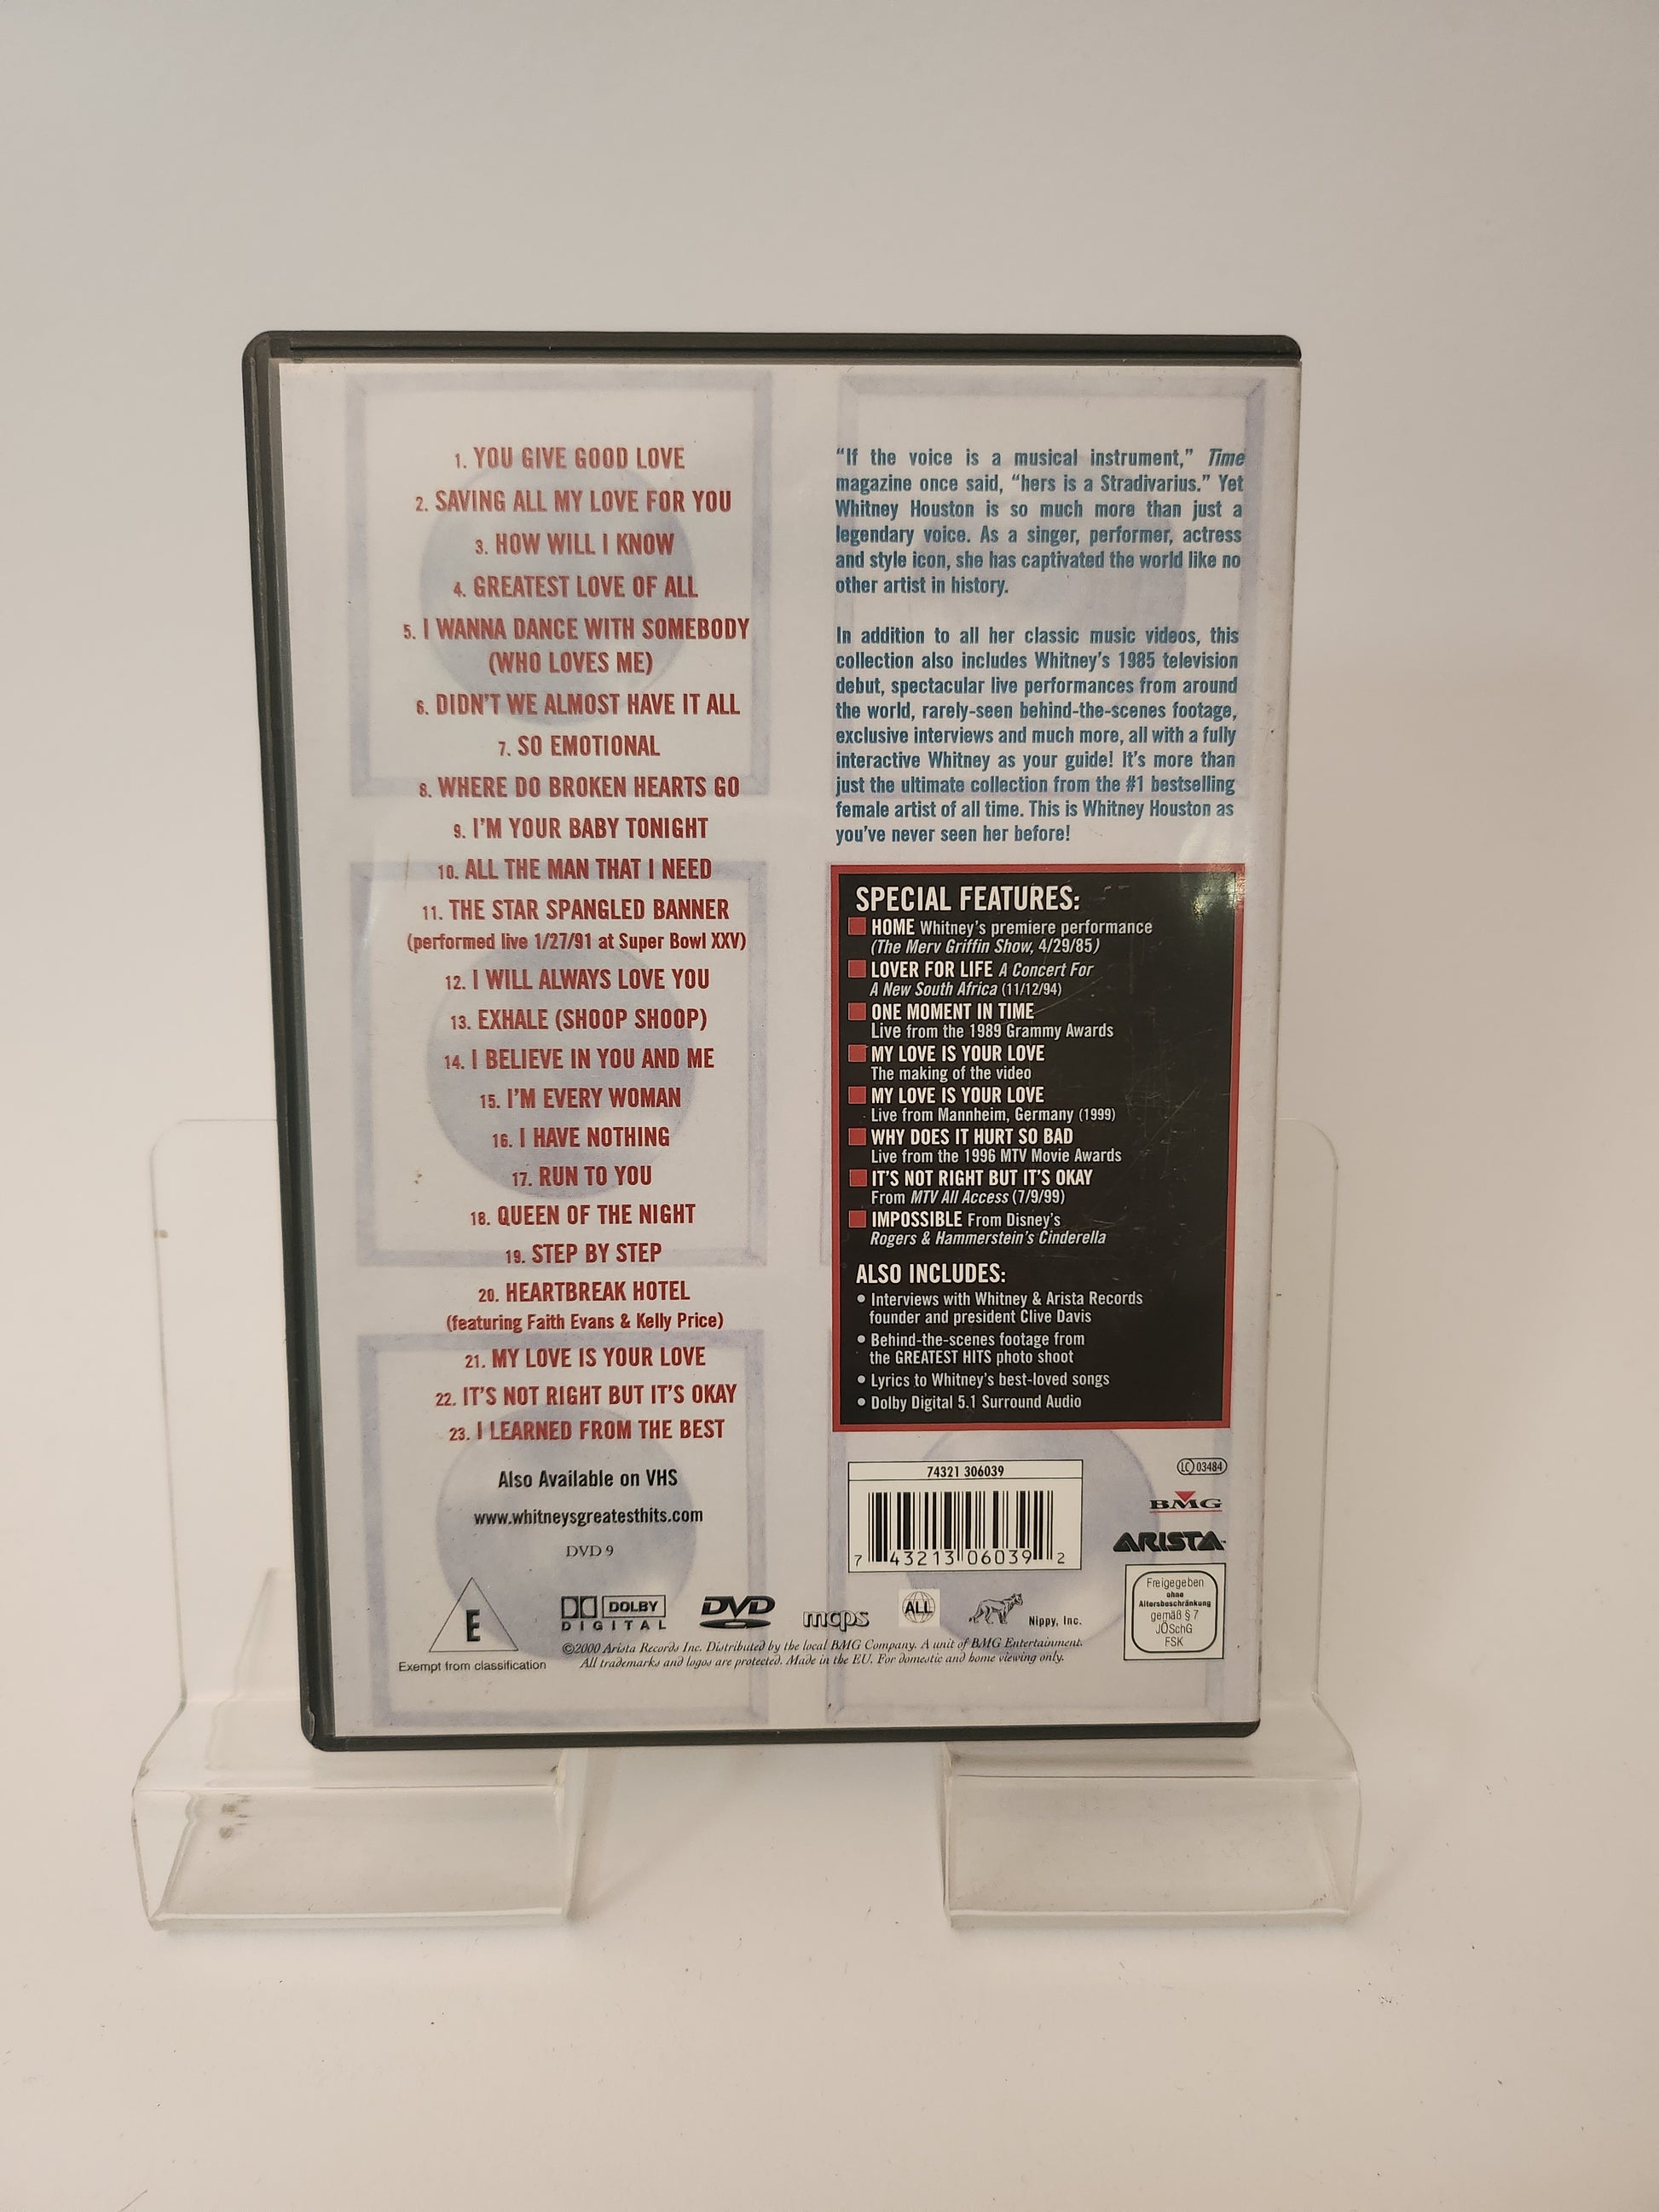 1. YOU GIVE GOOD LOVE
2. SAVING ALL MY LOVE FOR YOU
3. HOW WILL I KNOW
4. GREATEST LOVE OF ALL
5. I WANNA DANCE WITH SOMEBODY
(WHO LOVES ME)
6. DIDN'T WE ALMOST HAVE IT ALL
7. SO EMOTIONAL
8. WHERE DO BROKEN HEARTS GO
9. I'M YOUR BABY TONIGHT
10. ALL THE MAN THAT I NEED
11. THE STAR SPANGLED BANNER
(performed live 1/27/91 at Super Bowl XXV)
12. I WILL ALWAYS LOVE YOU
13. EXHALE (SHOOP SHOOP)
14. I BELIEVE IN YOU AND ME
15. I'M EVERY WOMAN
16. I HAVE NOTHING
17. RUN TO YOU
18. QUEEN OF THE NIGHT
19. STEP BY STEP
20. HEARTBREAK HOTEL
(featuring Faith Evans & Kelly Price)
21. MY LOVE IS YOUR LOVE
22. IT'S NOT RIGHT BUT IT'S OKAY
23. I LEARNED FROM THE BEST
Also Available on VHS
www.whitneysgreatesthits.com
DVD 9
"If the voice is a musical instrument," Time
magazine once said, "hers is a Stradivarius." Yet
Whitney Houston is so much more than just a
legendary voice. As a singer, performer, actress
and style icon, she has captivated the world like no
other artist in history.
In addition to all her classic music videos, this
collection also includes Whitney's 1985 television
debut, spectacular live performances from around
the world, rarely-seen behind-the-scenes footage,
exclusive interviews and much more, all with a fully
interactive Whitney as your guide! It's more than
just the ultimate collection from the #1 bestselling
female artist of all time. This is Whitney Houston as
you've never seen her before!
SPECIAL FEATURES:
HOME Whitney's premiere performance
(The Merv Griffin Show, 4/29/85)
LOVER FOR LIFE A Concert For
A New South Africa (11/12/94)
ONE MOMENT IN TIME
Live from the 1989 Grammy Awards
MY LOVE IS YOUR LOVE
The making of the video
MY LOVE IS YOUR LOVE
Live from Mannheim, Germany (1999)
WHY DOES IT HURT SO BAD
Live from the 1996 MTV Movie Awards
IT'S NOT RIGHT BUT IT'S OKAY
From MTV All Access (7/9/99)
IMPOSSIBLE From Disney's
Rogers & Hammerstein's Cinderella
ALSO INCLUDES:
• Interviews with Whitney & Arista Records
founder and president Clive Davis
• Behind-the-scenes footage from
the GREATEST HITS photo shoot
• Lyrics to Whitney's best-loved songs
• Dolby Digital 5.1 Surround Audio
74321 306039
7 43213 06039 2
LC 03484
BMG
ARISTA
E
Exempt from classification
DOLBY
DIGITAL
DVD
mcps
ALL
Nippy, Inc.
©2000 Arista Records Inc. Distributed by the local BMG Company. A unit of BMG Entertainment.
All trademarks and logos are protected. Made in the EU. For domestic and home viewing only.
Freigegeben
ohne
Altersbeschränkung
gemäß § 7
JÖSchG
FSK